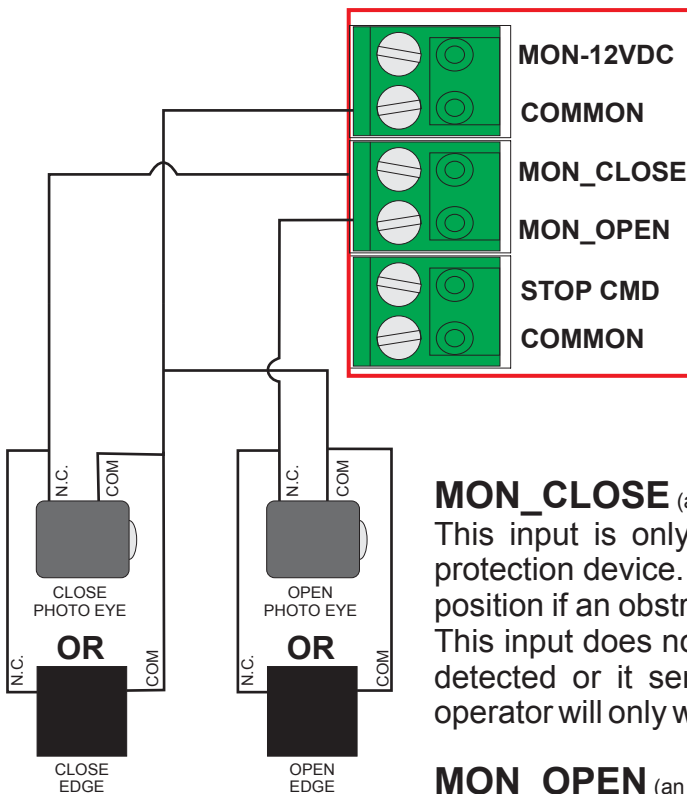 MON-12VDC
COMMON
MON_CLOSE
MON_OPEN
STOP CMD
COMMON
N.C.
COM
N.C.
COM
CLOSE
PHOTO EYE
OPEN
PHOTO EYE
OR
OR
N.C.
COM
N.C.
COM
CLOSE
EDGE
OPEN
EDGE
MON_CLOSE
This input is only
protection device.
position if an obstr
This input does no
detected or it ser
operator will only w
MON_OPEN (an